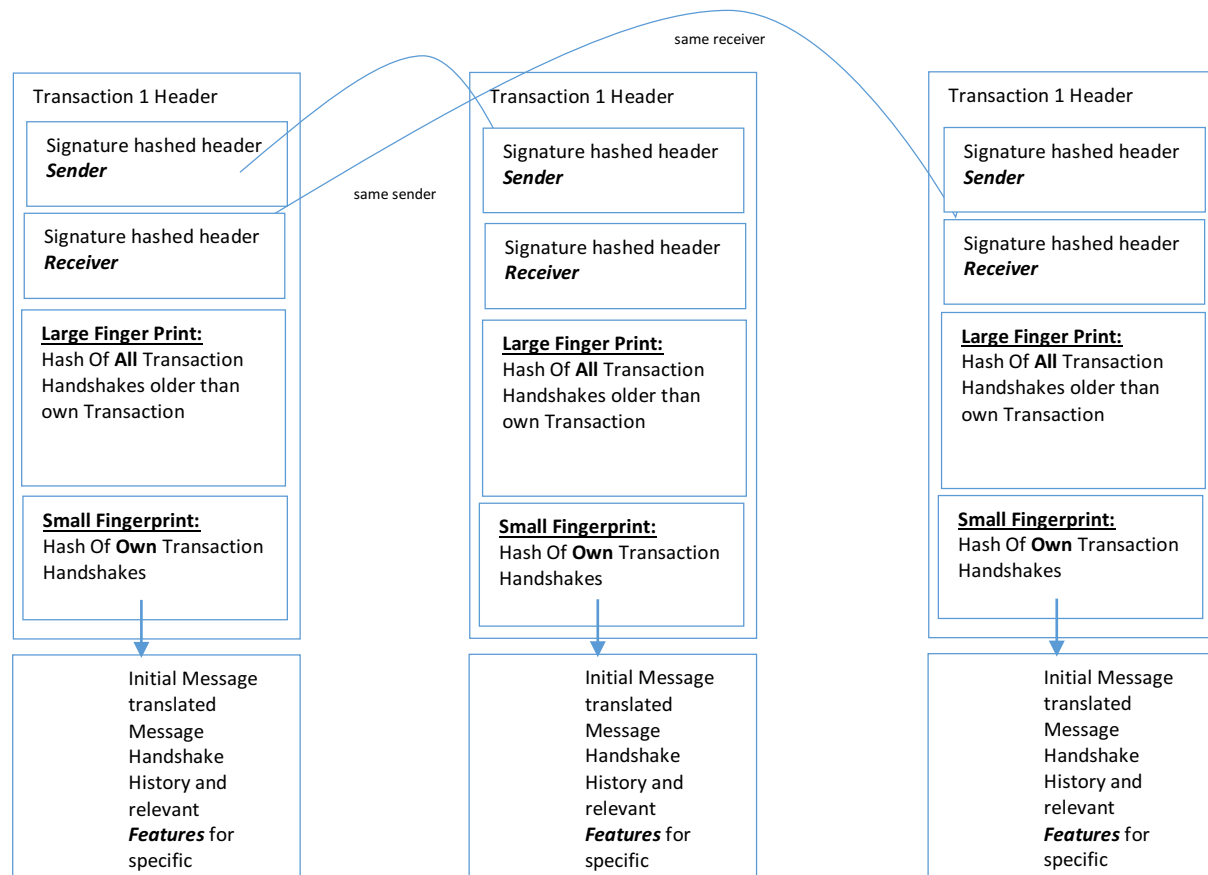 same receiver
Transaction 1 Header
Signature hashed header
Sender
Signature hashed header
Receiver
Large Finger Print:
Hash Of All Transaction
Handshakes older than
own Transaction
Small Fingerprint:
Hash Of Own Transaction
Handshakes
Initial Message
translated
Message
Handshake
History and
relevant
Features for
specific
same sender
Transaction 1 Header
Signature hashed header
Sender
Signature hashed header
Receiver
Large Finger Print:
Hash Of All Transaction
Handshakes older than
own Transaction
Small Fingerprint:
Hash Of Own Transaction
Handshakes
Initial Message
translated
Message
Handshake
History and
relevant
Features for
specific
Transaction 1 Header
Signature hashed header
Sender
Signature hashed header
Receiver
Large Finger Print:
Hash Of All Transaction
Handshakes older than
own Transaction
Small Fingerprint:
Hash Of Own Transaction
Handshakes
Initial Message
translated
Message
Handshake
History and
relevant
Features for
specific